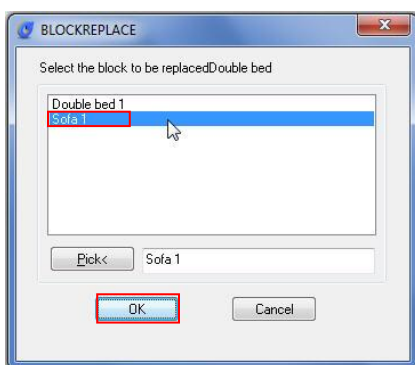 BLOCKREPLACE
Select the block to be replacedDouble bed
Double bed 1
Sofa 1
Pick< Sofa 1
OK Cancel